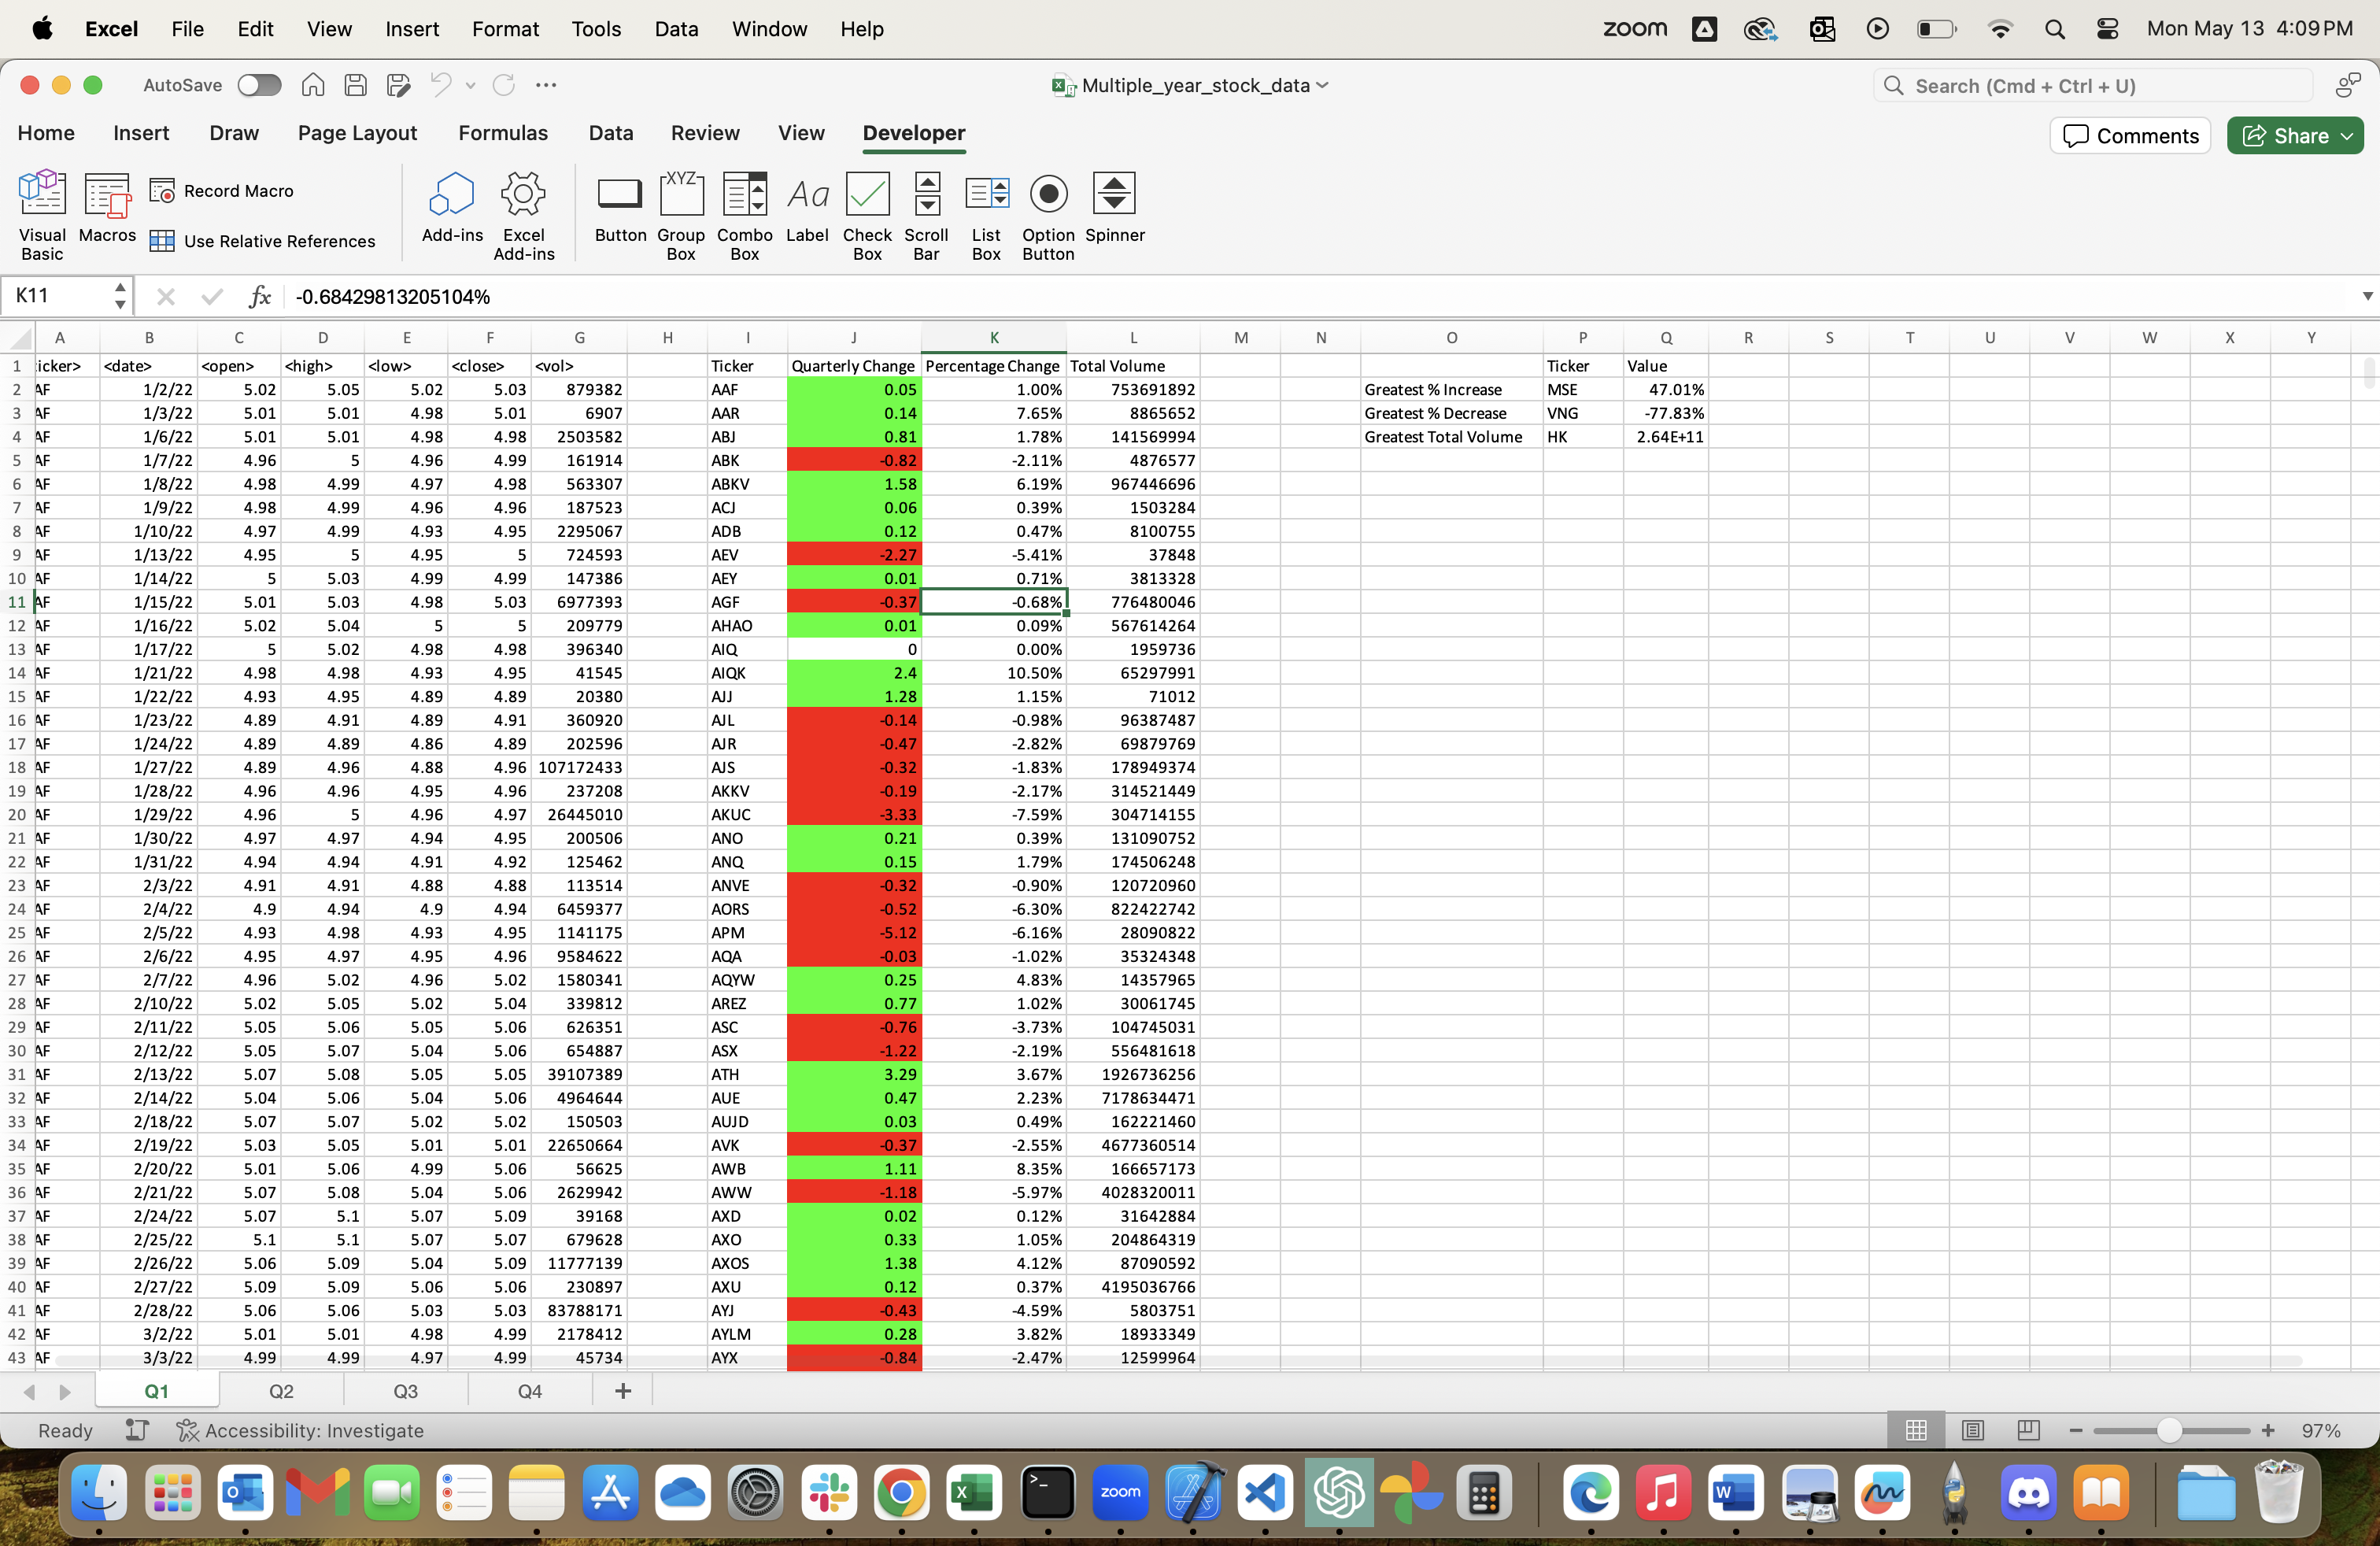 Excel File Edit View Insert Format Tools Data Window Help zoom Mon May 13 4:09 PM
AutoSave Multiple_year_stock_data Search (Cmd + Ctrl + U)
Home Insert Draw Page Layout Formulas Data Review View Developer Comments Share
Visual Basic Macros Record Macro Use Relative References Add-ins Excel Add-ins Button Group Box Combo Box Label Check Box Scroll Bar List Box Option Button Spinner
K11 fx -0.68429813205104%
A B C D E F G H I J K L M N O P Q R S T U V W X Y
1 icker> <date> <open> <high> <low> <close> <vol> Ticker Quarterly Change Percentage Change Total Volume Ticker Value
2 AF 1/2/22 5.02 5.05 5.02 5.03 879382 AAF 0.05 1.00% 753691892 Greatest % Increase MSE 47.01%
3 AF 1/3/22 5.01 5.01 4.98 5.01 6907 AAR 0.14 7.65% 8865652 Greatest % Decrease VNG -77.83%
4 AF 1/6/22 5.01 5.01 4.98 4.98 2503582 ABJ 0.81 1.78% 141569994 Greatest Total Volume HK 2.64E+11
5 AF 1/7/22 4.96 5 4.96 4.99 161914 ABK -0.82 -2.11% 4876577
6 AF 1/8/22 4.98 4.99 4.97 4.98 563307 ABKV 1.58 6.19% 967446696
7 AF 1/9/22 4.98 4.99 4.96 4.96 187523 ACJ 0.06 0.39% 1503284
8 AF 1/10/22 4.97 4.99 4.93 4.95 2295067 ADB 0.12 0.47% 8100755
9 AF 1/13/22 4.95 5 4.95 5 724593 AEV -2.27 -5.41% 37848
10 AF 1/14/22 5 5.03 4.99 4.99 147386 AEY 0.01 0.71% 3813328
11 AF 1/15/22 5.01 5.03 4.98 5.03 6977393 AGF -0.37 -0.68% 776480046
12 AF 1/16/22 5.02 5.04 5 5 209779 AHAO 0.01 0.09% 567614264
13 AF 1/17/22 5 5.02 4.98 4.98 396340 AIQ 0 0.00% 1959736
14 AF 1/21/22 4.98 4.98 4.93 4.95 41545 AIQK 2.4 10.50% 65297991
15 AF 1/22/22 4.93 4.95 4.89 4.89 20380 AJJ 1.28 1.15% 71012
16 AF 1/23/22 4.89 4.91 4.89 4.91 360920 AJL -0.14 -0.98% 96387487
17 AF 1/24/22 4.89 4.89 4.86 4.89 202596 AJR -0.47 -2.82% 69879769
18 AF 1/27/22 4.89 4.96 4.88 4.96 107172433 AJS -0.32 -1.83% 178949374
19 AF 1/28/22 4.96 4.96 4.95 4.96 237208 AKKV -0.19 -2.17% 314521449
20 AF 1/29/22 4.96 5 4.96 4.97 26445010 AKUC -3.33 -7.59% 304714155
21 AF 1/30/22 4.97 4.97 4.94 4.95 200506 ANO 0.21 0.39% 131090752
22 AF 1/31/22 4.94 4.94 4.91 4.92 125462 ANQ 0.15 1.79% 174506248
23 AF 2/3/22 4.91 4.91 4.88 4.88 113514 ANVE -0.32 -0.90% 120720960
24 AF 2/4/22 4.9 4.94 4.9 4.94 6459377 AORS -0.52 -6.30% 822422742
25 AF 2/5/22 4.93 4.98 4.93 4.95 1141175 APM -5.12 -6.16% 28090822
26 AF 2/6/22 4.95 4.97 4.95 4.96 9584622 AQA -0.03 -1.02% 35324348
27 AF 2/7/22 4.96 5.02 4.96 5.02 1580341 AQYW 0.25 4.83% 14357965
28 AF 2/10/22 5.02 5.05 5.02 5.04 339812 AREZ 0.77 1.02% 30061745
29 AF 2/11/22 5.05 5.06 5.05 5.06 626351 ASC -0.76 -3.73% 104745031
30 AF 2/12/22 5.05 5.07 5.04 5.06 654887 ASX -1.22 -2.19% 556481618
31 AF 2/13/22 5.07 5.08 5.05 5.05 39107389 ATH 3.29 3.67% 1926736256
32 AF 2/14/22 5.04 5.06 5.04 5.06 4964644 AUE 0.47 2.23% 7178634471
33 AF 2/18/22 5.07 5.07 5.02 5.02 150503 AUJD 0.03 0.49% 162221460
34 AF 2/19/22 5.03 5.05 5.01 5.01 22650664 AVK -0.37 -2.55% 4677360514
35 AF 2/20/22 5.01 5.06 4.99 5.06 56625 AWB 1.11 8.35% 166657173
36 AF 2/21/22 5.07 5.08 5.04 5.06 2629942 AWW -1.18 -5.97% 4028320011
37 AF 2/24/22 5.07 5.1 5.07 5.09 39168 AXD 0.02 0.12% 31642884
38 AF 2/25/22 5.1 5.1 5.07 5.07 679628 AXO 0.33 1.05% 204864319
39 AF 2/26/22 5.06 5.09 5.04 5.09 11777139 AXOS 1.38 4.12% 87090592
40 AF 2/27/22 5.09 5.09 5.06 5.06 230897 AXU 0.12 0.37% 4195036766
41 AF 2/28/22 5.06 5.06 5.03 5.03 83788171 AYJ -0.43 -4.59% 5803751
42 AF 3/2/22 5.01 5.01 4.98 4.99 2178412 AYLM 0.28 3.82% 18933349
43 AF 3/3/22 4.99 4.99 4.97 4.99 45734 AYX -0.84 -2.47% 12599964
Q1 Q2 Q3 Q4 +
Ready Accessibility: Investigate 97%
zoom